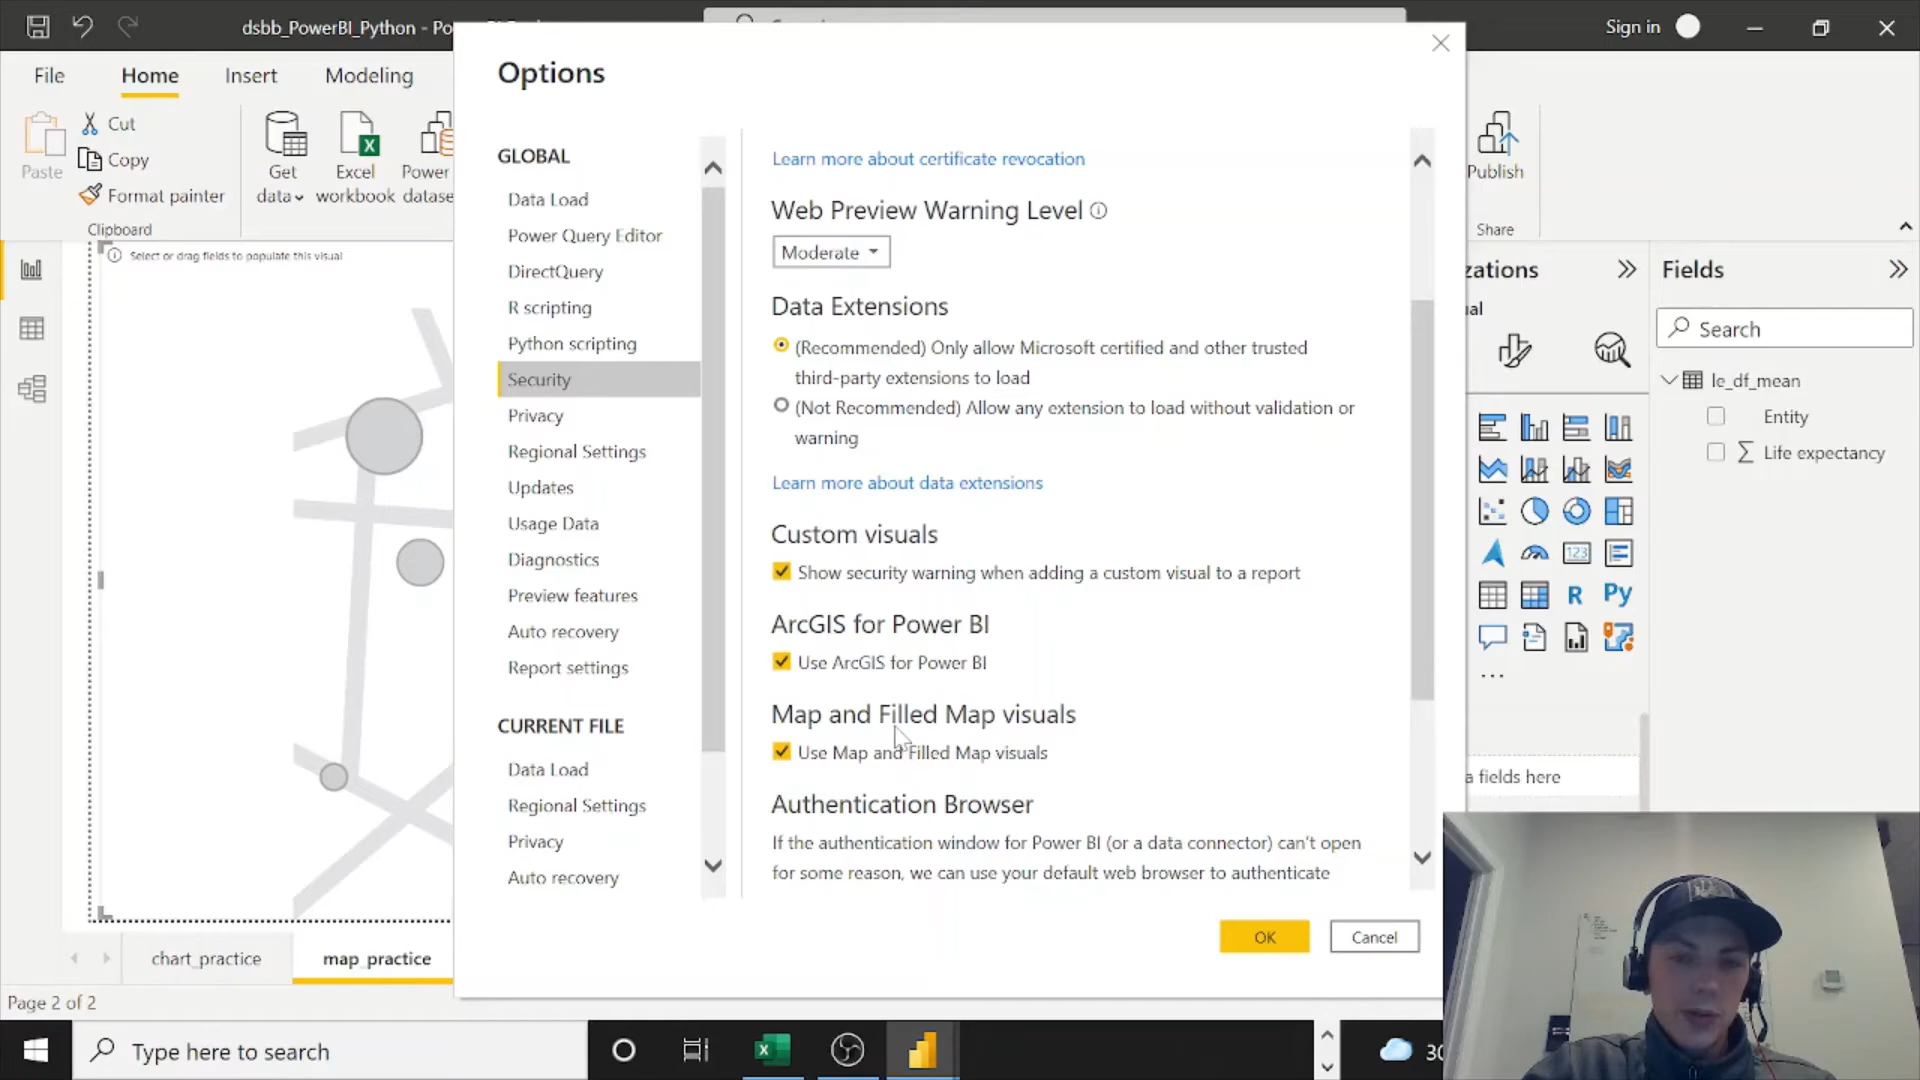 dsbb_PowerBI_Python - Po
Sign in
File
Home
Insert
Modeling
Options
Cut
Copy
Paste
Format painter
Clipboard
Get
data
Excel
workbook
Power
datase
Publish
Share
GLOBAL
Data Load
Power Query Editor
DirectQuery
R scripting
Python scripting
Security
Privacy
Regional Settings
Updates
Usage Data
Diagnostics
Preview features
Auto recovery
Report settings
CURRENT FILE
Data Load
Regional Settings
Privacy
Auto recovery
Learn more about certificate revocation
Web Preview Warning Level
Moderate
Data Extensions
(Recommended) Only allow Microsoft certified and other trusted
third-party extensions to load
(Not Recommended) Allow any extension to load without validation or
warning
Learn more about data extensions
Custom visuals
Show security warning when adding a custom visual to a report
ArcGIS for Power BI
Use ArcGIS for Power BI
Map and Filled Map visuals
Use Map and Filled Map visuals
Authentication Browser
If the authentication window for Power BI (or a data connector) can't open
for some reason, we can use your default web browser to authenticate
OK
Cancel
Select or drag fields to populate this visual
zations
ual
R
Py
123
...
a fields here
Fields
Search
le_df_mean
Entity
Σ Life expectancy
chart_practice
map_practice
Page 2 of 2
Type here to search
30